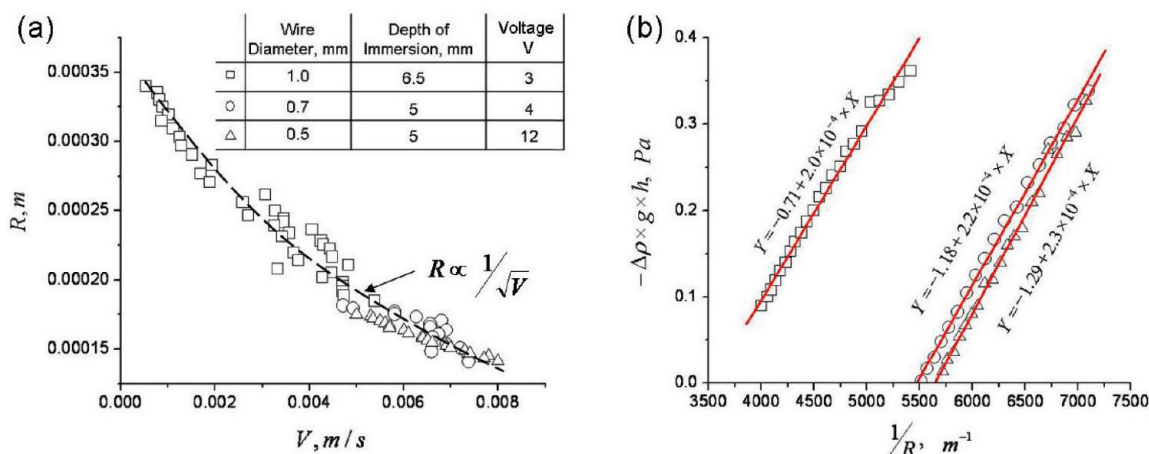 (a)
Wire Diameter, mm
Depth of Immersion, mm
Voltage V
□ 1.0 6.5 3
○ 0.7 5 4
△ 0.5 5 12
0.00035
0.00030
0.00025
0.00020
0.00015
R, m
R ∝ 1/√V
0.000 0.002 0.004 0.006 0.008
V, m/s
(b)
0.4
0.3
0.2
0.1
0.0
−Δρ×g×h, Pa
Y=−0.71+2.0×10⁻⁴×X
Y=−1.18+2.2×10⁻⁴×X
Y=−1.29+2.3×10⁻⁴×X
3500 4000 4500 5000 5500 6000 6500 7000 7500
1/R, m⁻¹